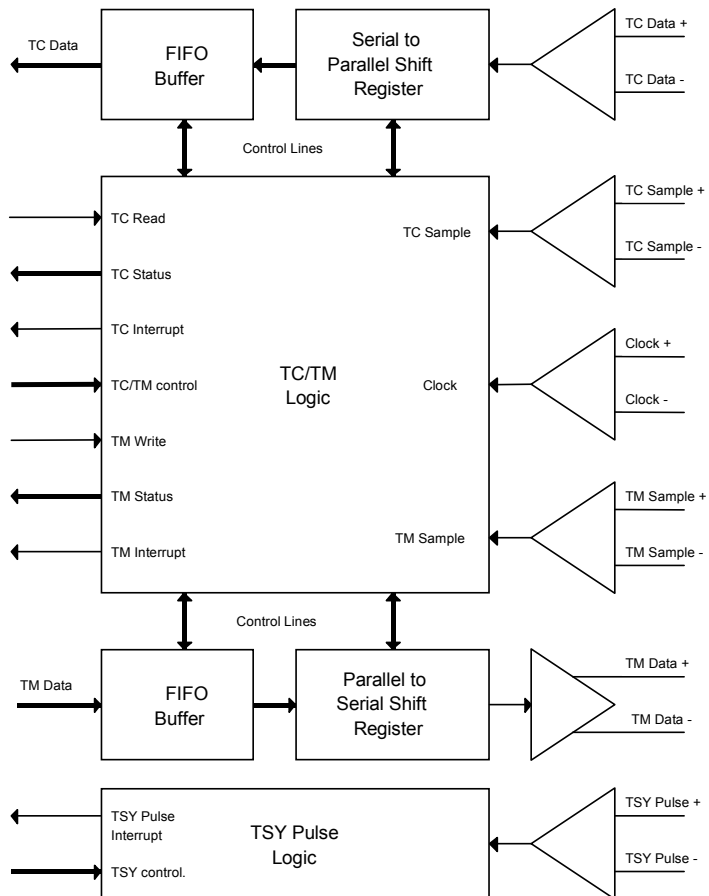 TC Data
FIFO
Buffer
Serial to
Parallel Shift
Register
TC Data +
TC Data -
Control Lines
TC Read
TC Status
TC Interrupt
TC/TM control
TM Write
TM Status
TM Interrupt
TC/TM
Logic
TC Sample
Clock
TM Sample
TC Sample +
TC Sample -
Clock +
Clock -
TM Sample +
TM Sample -
Control Lines
TM Data
FIFO
Buffer
Parallel to
Serial Shift
Register
TM Data +
TM Data -
TSY Pulse
Interrupt
TSY control.
TSY Pulse
Logic
TSY Pulse +
TSY Pulse -